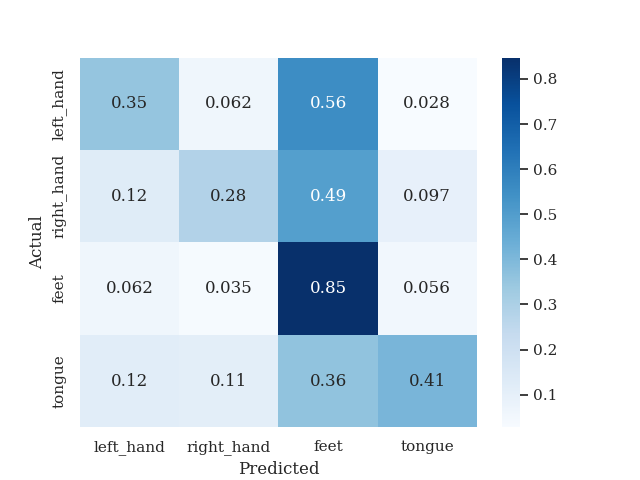 left_hand 0.35 0.062 0.56 0.028
right_hand 0.12 0.28 0.49 0.097
feet 0.062 0.035 0.85 0.056
tongue 0.12 0.11 0.36 0.41
Actual
left_hand right_hand feet tongue
Predicted
0.8
0.7
0.6
0.5
0.4
0.3
0.2
0.1